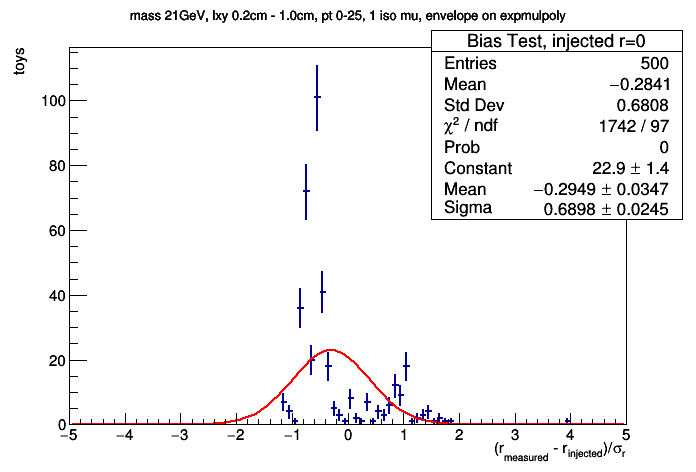 mass 21GeV, lxy 0.2cm - 1.0cm, pt 0-25, 1 iso mu, envelope on expmulpoly
toys
Bias Test, injected r=0
Entries 500
Mean −0.2841
Std Dev 0.6808
χ² / ndf 1742 / 97
Prob 0
Constant 22.9 ± 1.4
Mean −0.2949 ± 0.0347
Sigma 0.6898 ± 0.0245
100
80
60
40
20
0
−5 −4 −3 −2 −1 0 1 2 3 4 5
(r_measured - r_injected)/σ_r